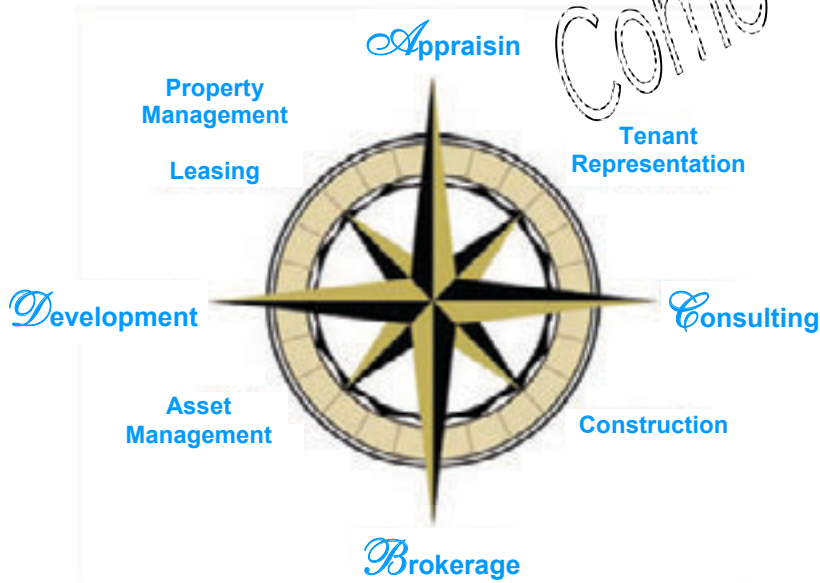 Appraisin
Property
Management
Tenant
Representation
Leasing
Development
Consulting
Asset
Management
Construction
Brokerage